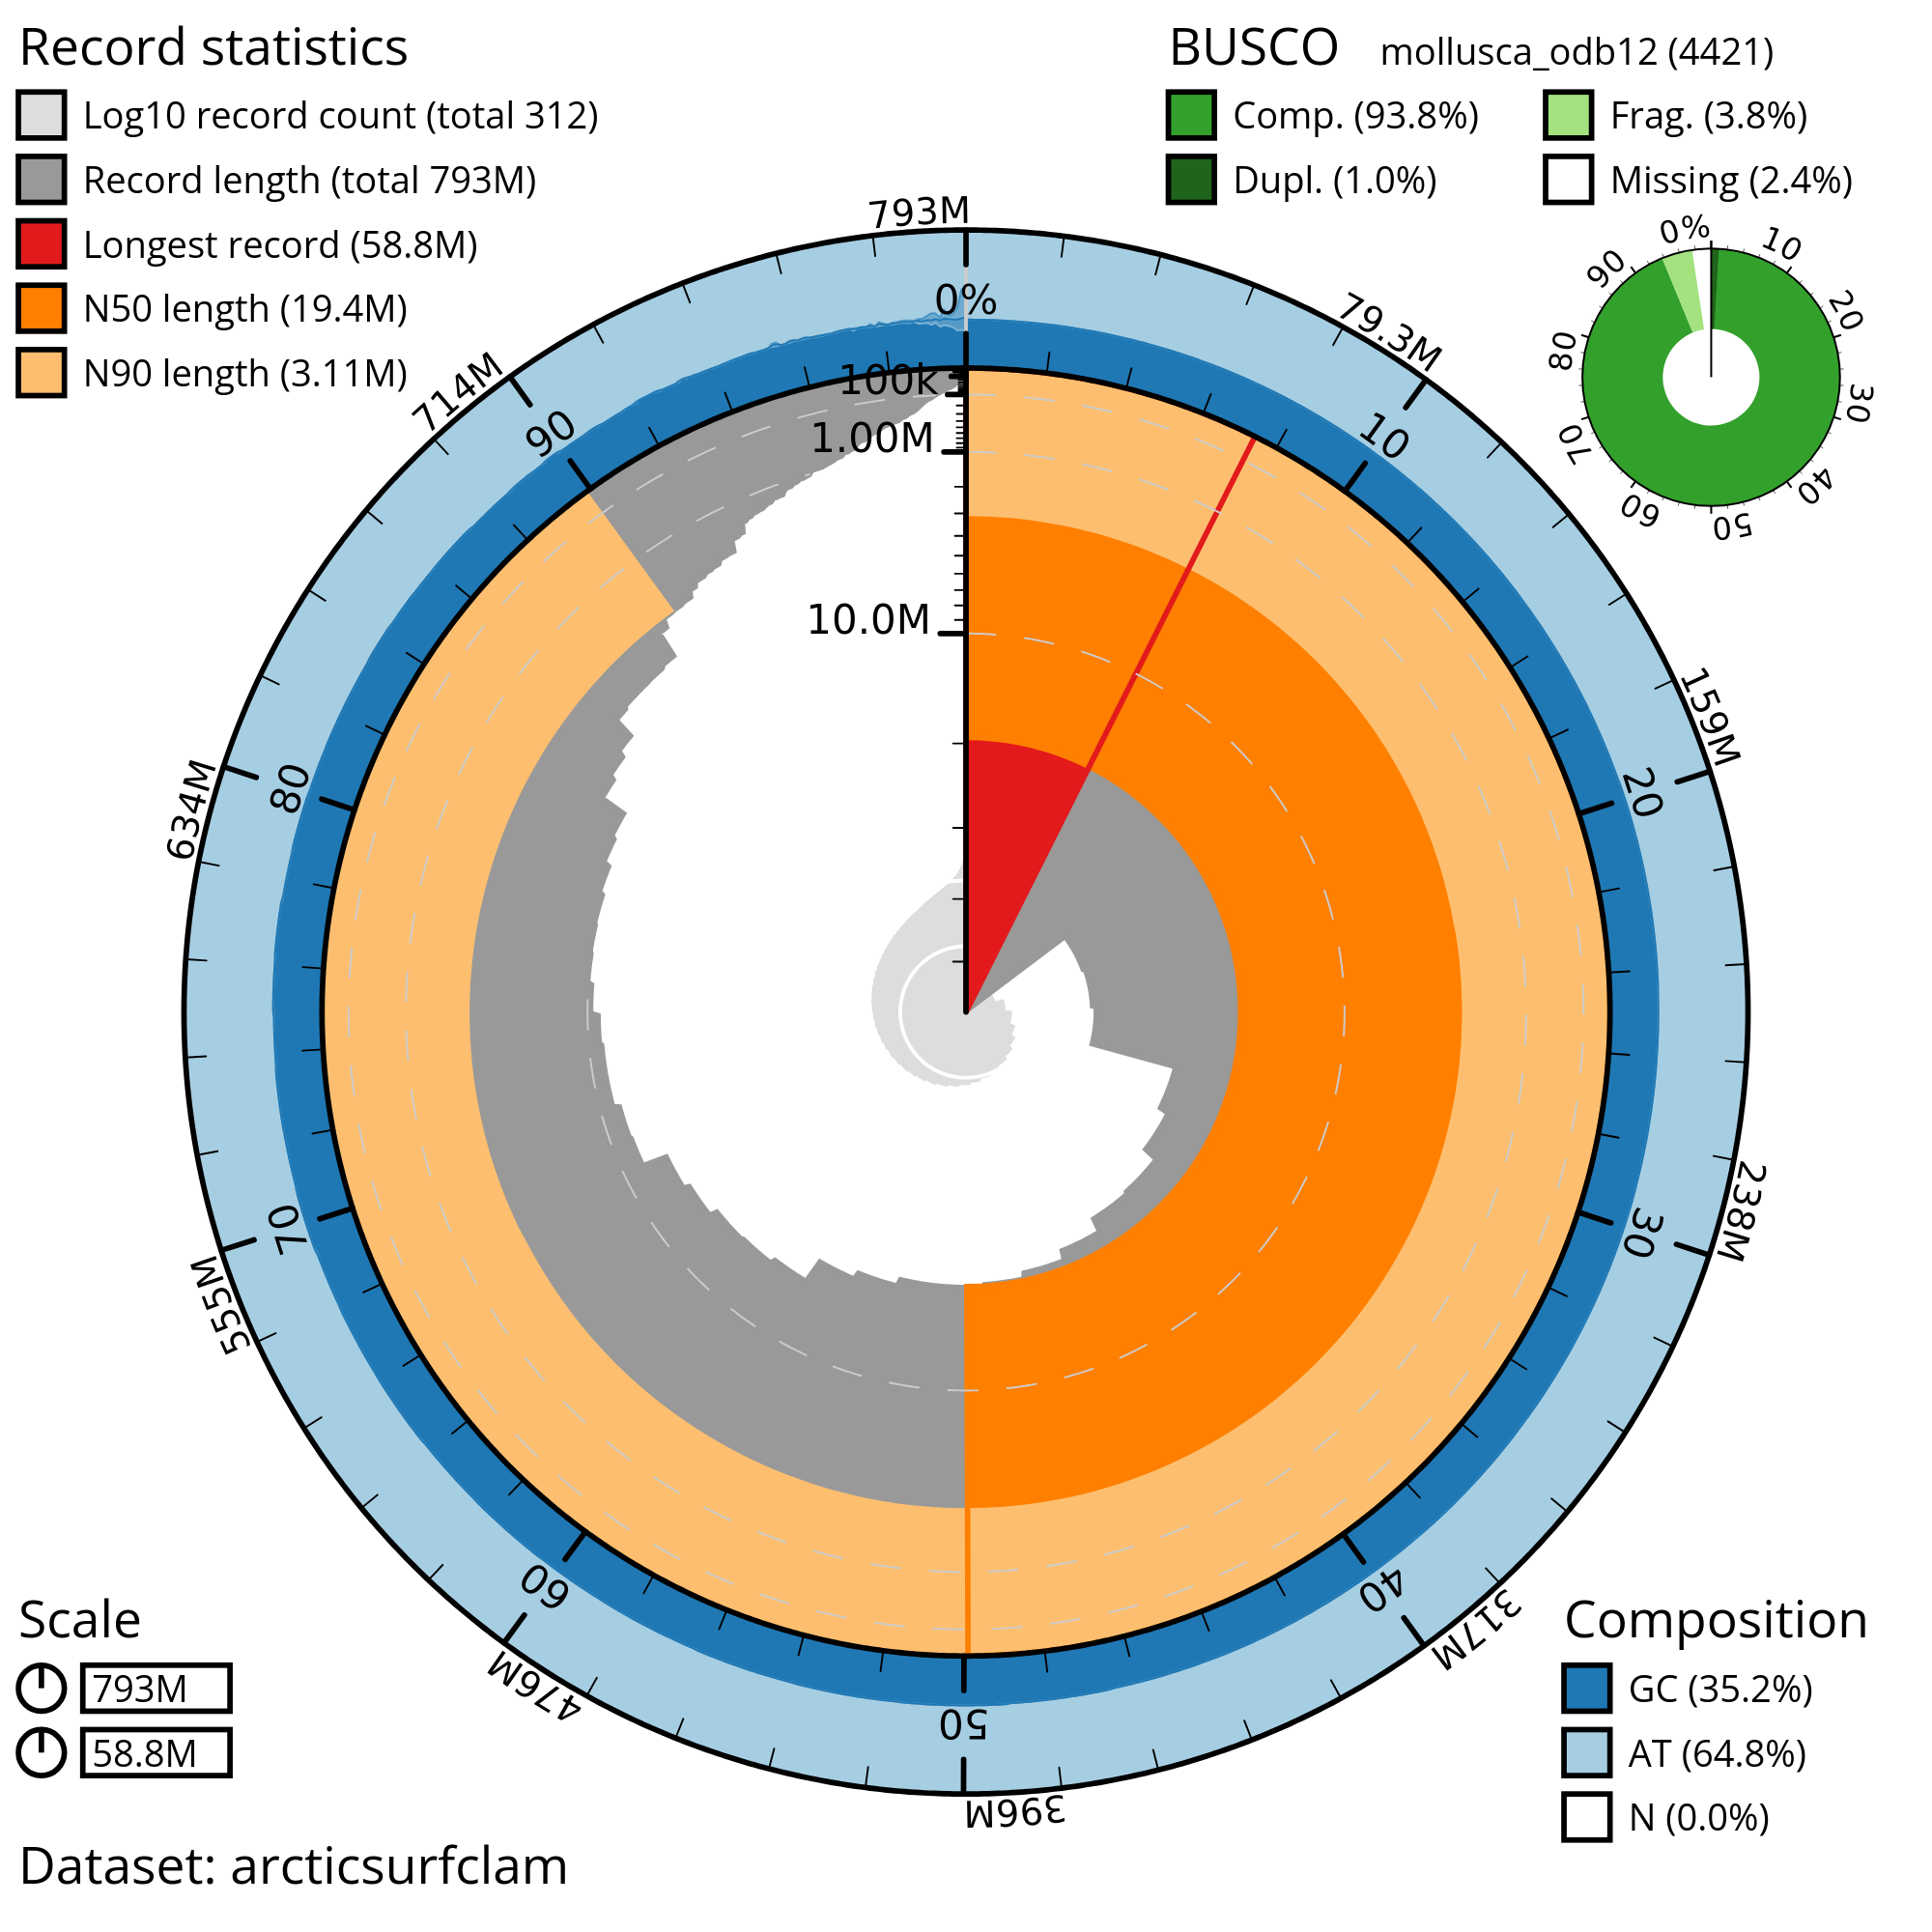 Record statistics
Log10 record count (total 312)
Record length (total 793M)
Longest record (58.8M)
N50 length (19.4M)
N90 length (3.11M)
BUSCO mollusca_odb12 (4421)
Comp. (93.8%) Frag. (3.8%)
Dupl. (1.0%) Missing (2.4%)
0%
10
20
30
40
50
60
70
80
90
793M
79.3M
159M
238M
317M
396M
476M
555M
634M
714M
0%
10
20
30
40
50
60
70
80
90
100k
1.00M
10.0M
Scale
793M
58.8M
Composition
GC (35.2%)
AT (64.8%)
N (0.0%)
Dataset: arcticsurfclam